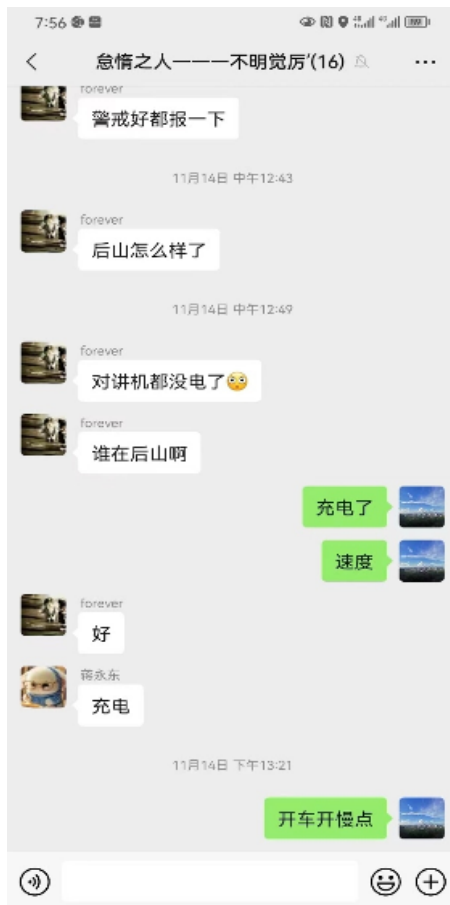 7:56
怠惰之人一一一不明觉厉'(16)
forever
警戒好都报一下
11月14日 中午12:43
forever
后山怎么样了
11月14日 中午12:49
forever
对讲机都没电了
forever
谁在后山啊
充电了
速度
forever
好
蒋永东
充电
11月14日 下午13:21
开车开慢点